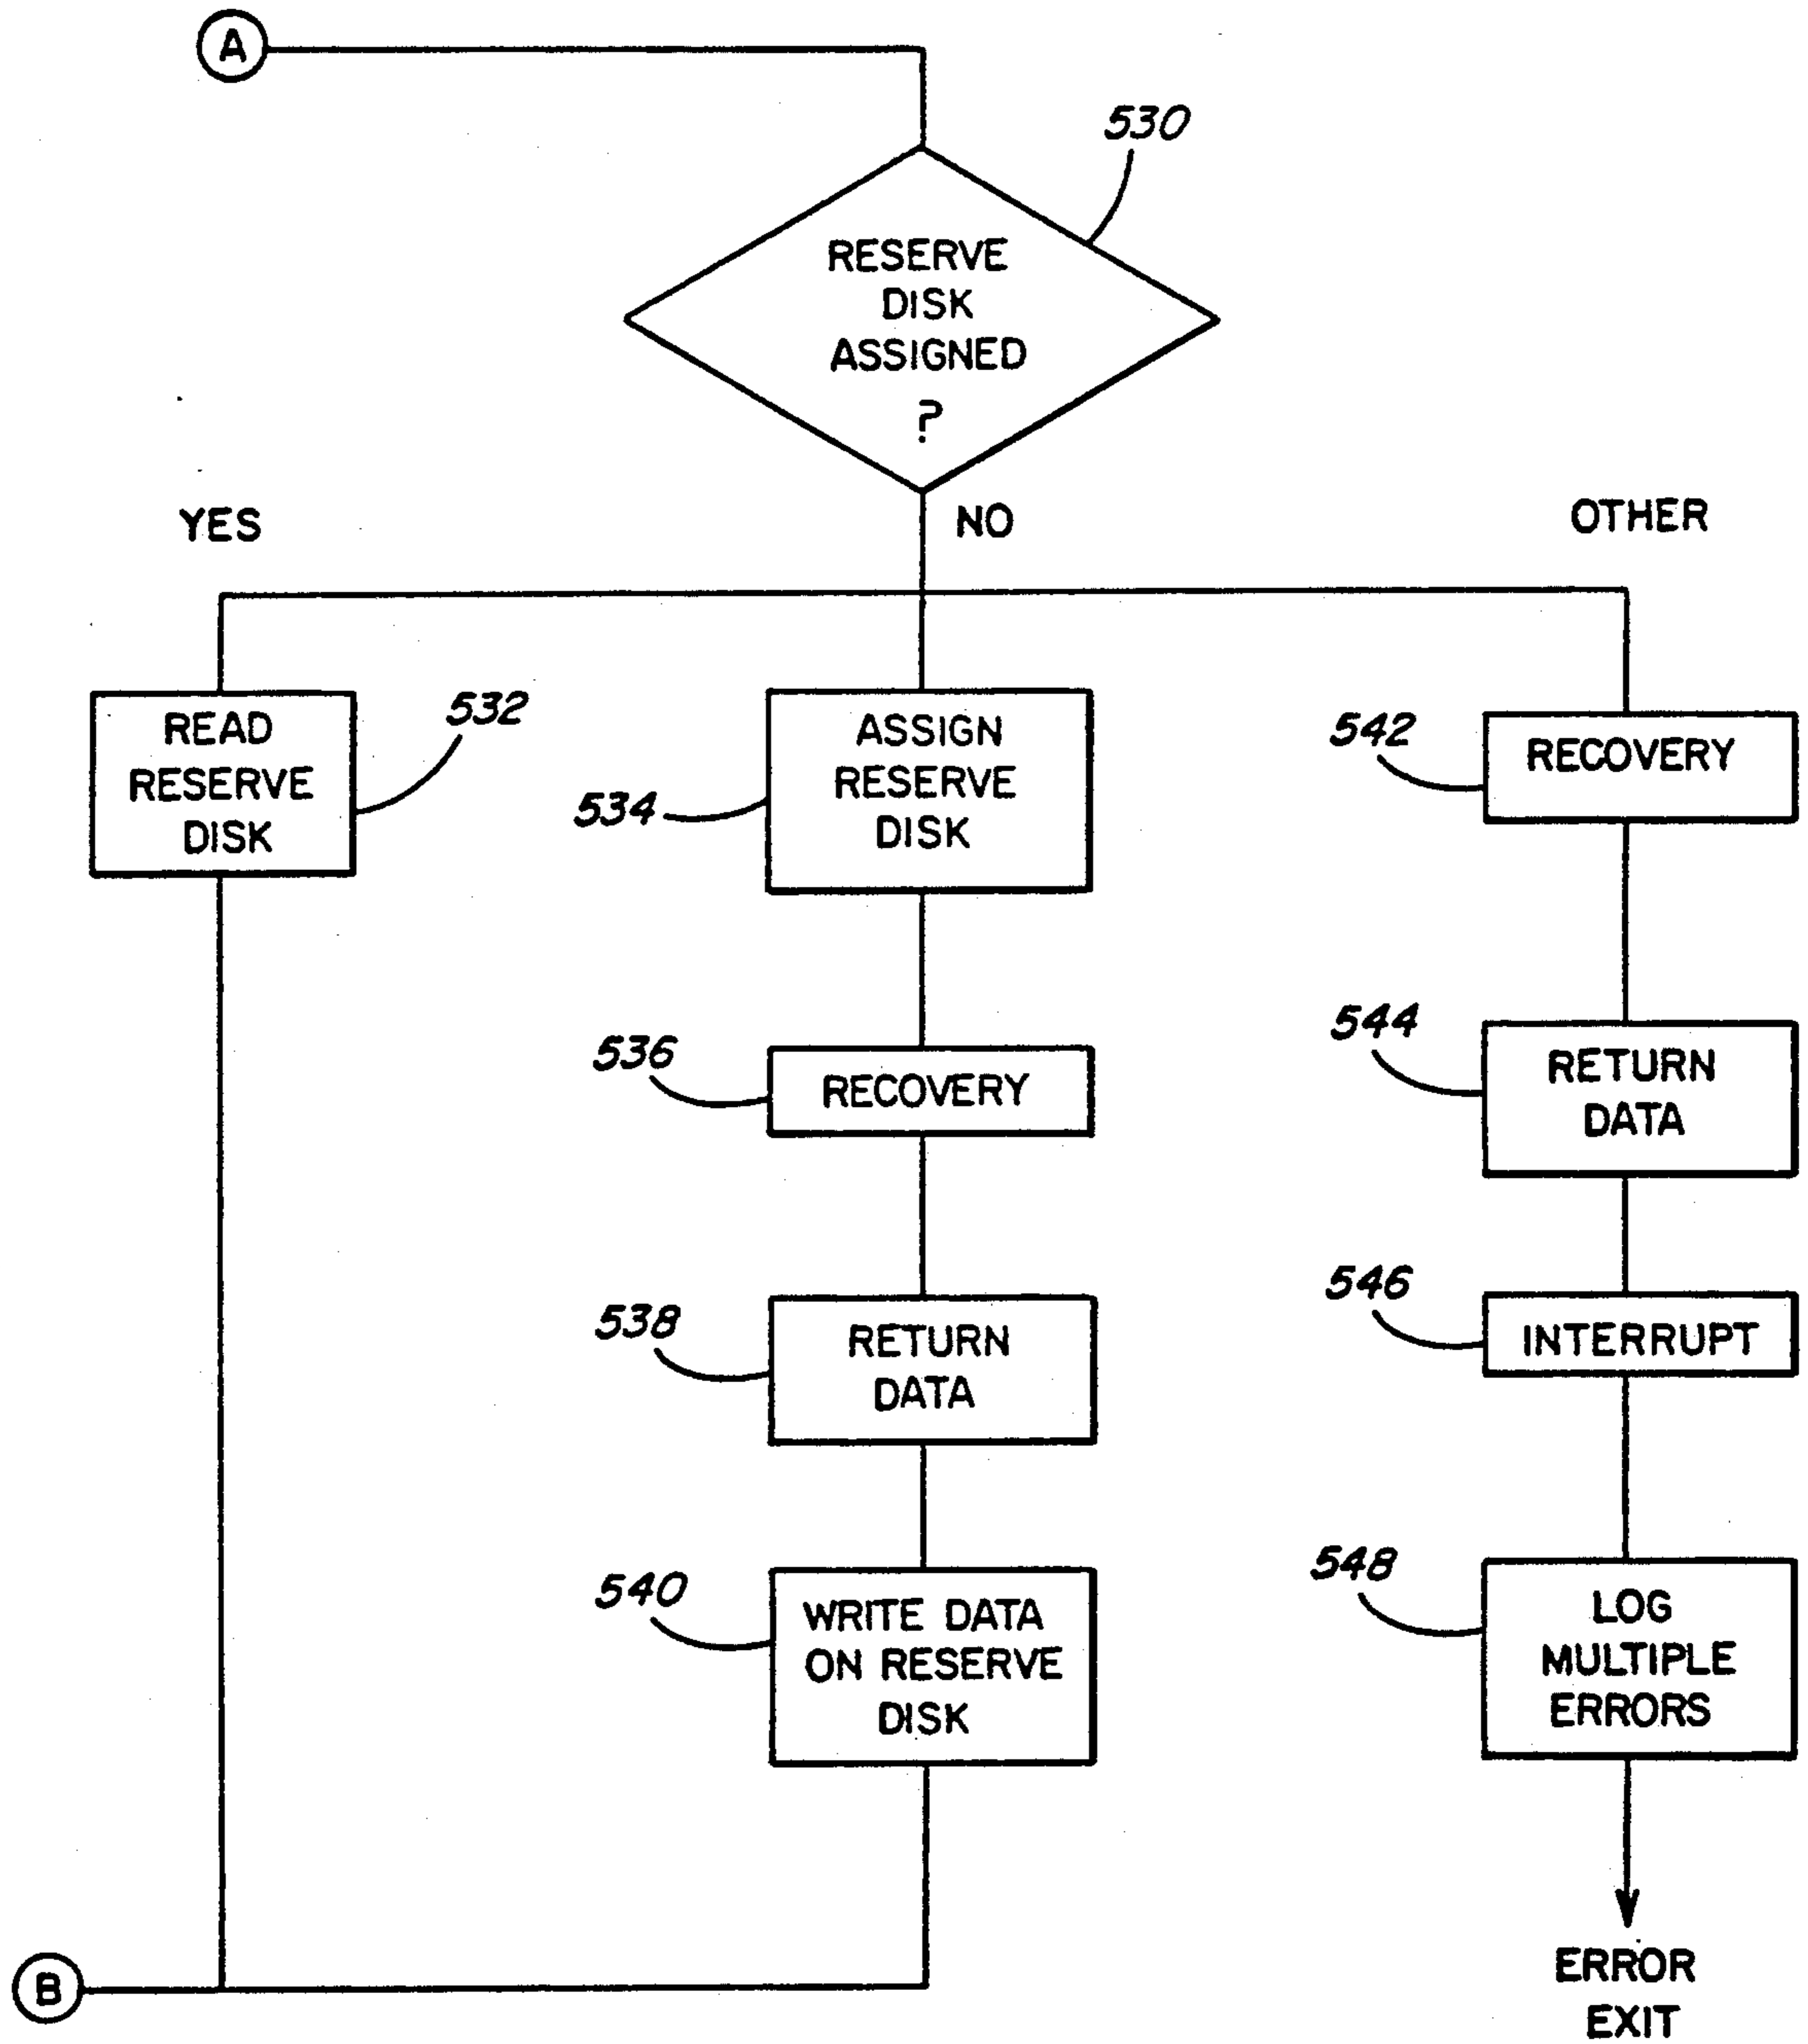 A
530
RESERVE
DISK
ASSIGNED
?
YES
NO
OTHER
READ
RESERVE
DISK
532
534
ASSIGN
RESERVE
DISK
542
RECOVERY
536
RECOVERY
544
RETURN
DATA
538
RETURN
DATA
546
INTERRUPT
540
WRITE DATA
ON RESERVE
DISK
548
LOG
MULTIPLE
ERRORS
B
ERROR
EXIT